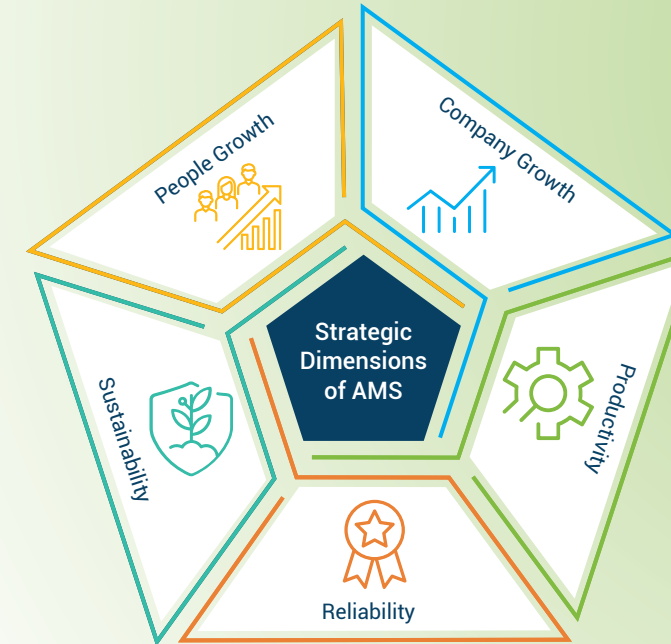 People Growth
Company Growth
Strategic
Dimensions
of AMS
Sustainability
Productivity
Reliability